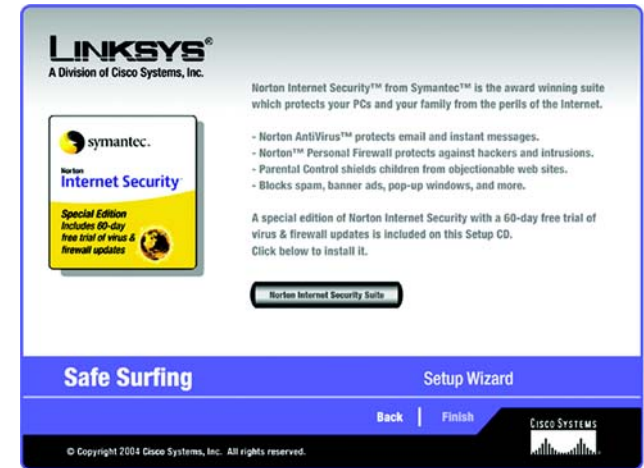 LINKSYS®
A Division of Cisco Systems, Inc.
symantec.
Norton
Internet Security
Special Edition
Includes 60-day
free trial of virus &
firewall updates
Norton Internet Security™ from Symantec™ is the award winning suite
which protects your PCs and your family from the perils of the Internet.
- Norton AntiVirus™ protects email and instant messages.
- Norton™ Personal Firewall protects against hackers and intrusions.
- Parental Control shields children from objectionable web sites.
- Blocks spam, banner ads, pop-up windows, and more.
A special edition of Norton Internet Security with a 60-day free trial of
virus & firewall updates is included on this Setup CD.
Click below to install it.
Norton Internet Security Suite
Safe Surfing
Setup Wizard
Back
Finish
CISCO SYSTEMS
© Copyright 2004 Cisco Systems, Inc. All rights reserved.